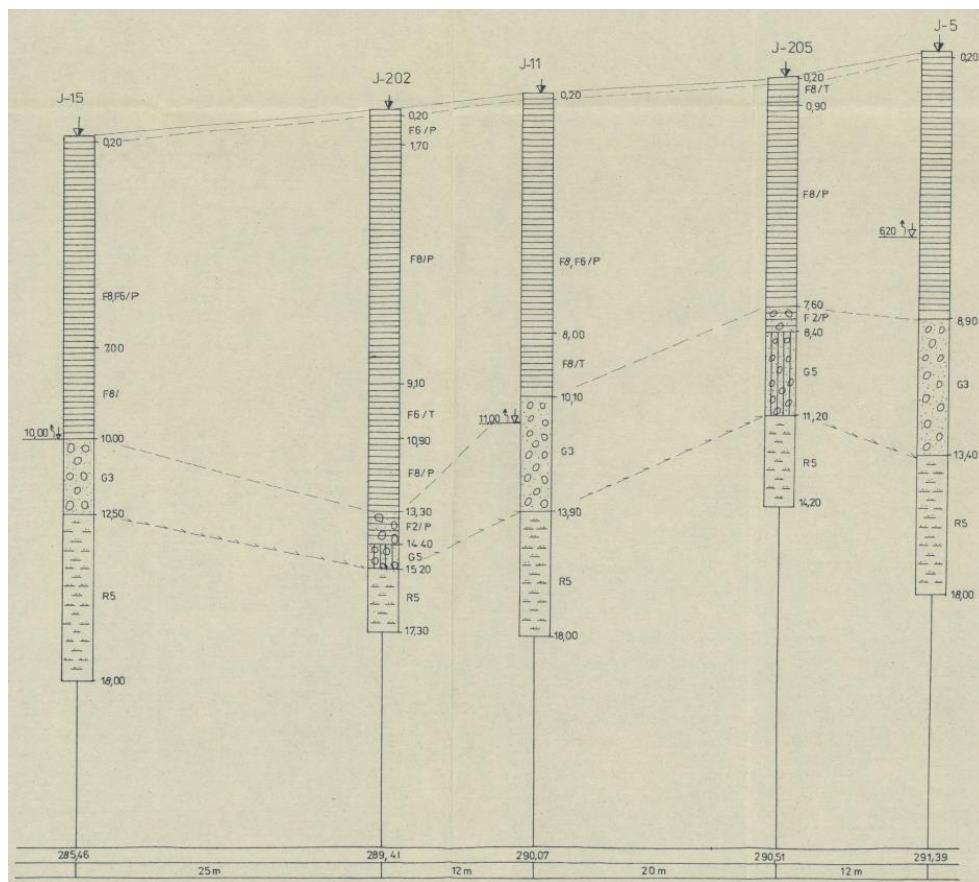 J-15
0,20
F8,F6/P
7,00
F8/
10,00
10,00
G3
12,50
R5
18,00
J-202
0,20
F6/P
1,70
F8/P
9,10
F6/T
10,90
F8/P
13,30
F2/P
14,40
G5
15,20
R5
17,30
J-11
0,20
F8,F6/P
8,00
F8/T
10,10
11,00
G3
13,90
R5
18,00
J-205
0,20
F8/T
0,90
F8/P
7,60
F2/P
8,40
G5
11,20
R5
14,20
J-5
0,20
6,20
8,90
G3
13,40
R5
18,00
285,46 289,41 290,07 290,51 291,39
25 m 12 m 20 m 12 m